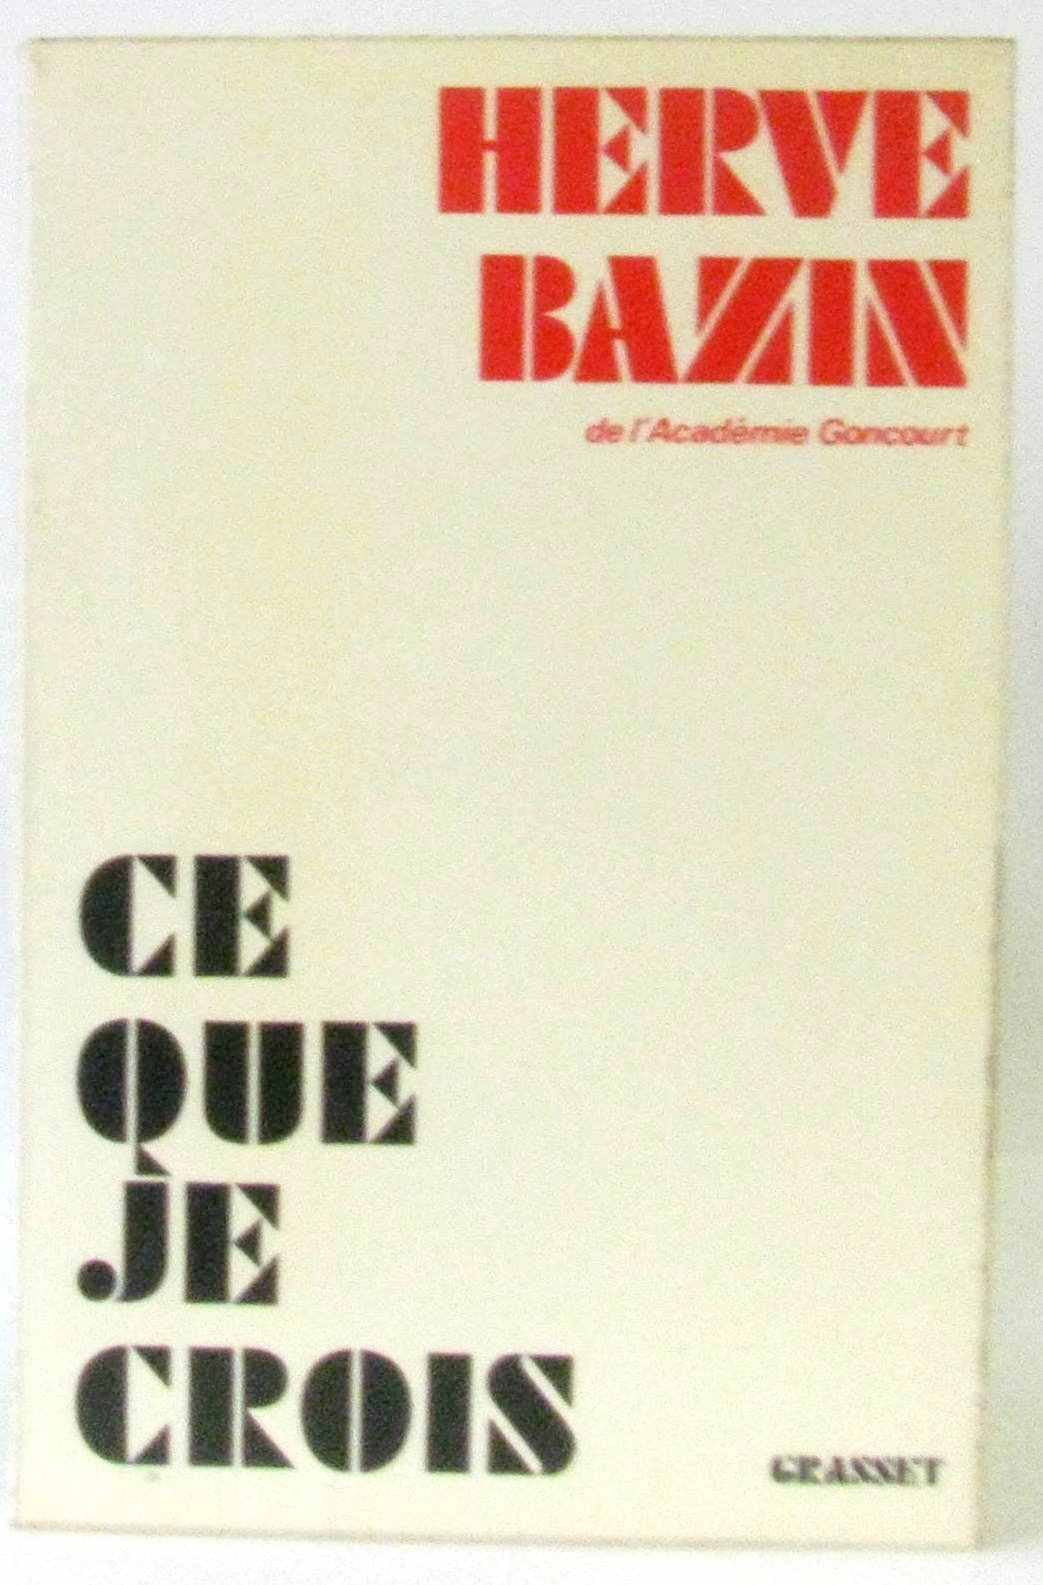 HERVE
BAZIN
de l'Académie Goncourt
CE
QUE
JE
CROIS
GRASSET